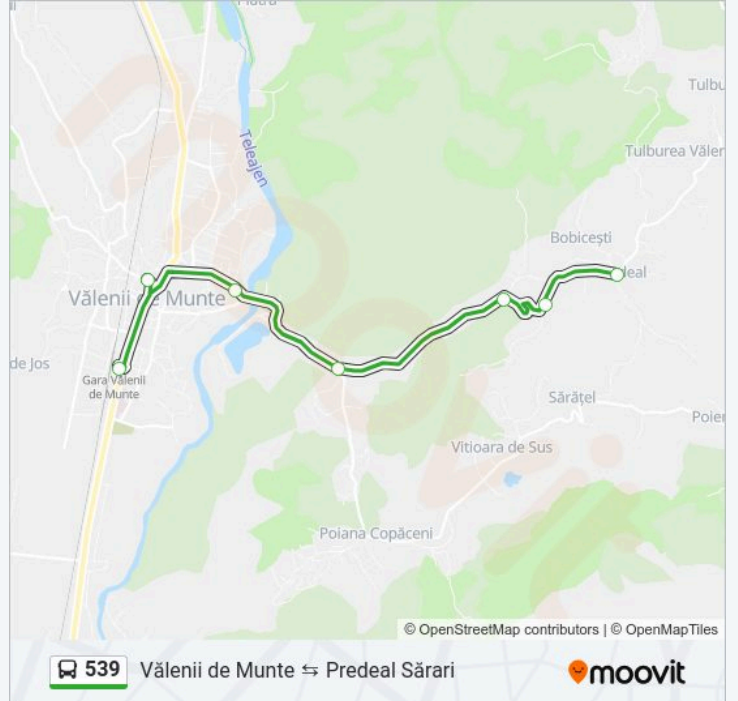 Teleajen
Tulburea Văler
Bobicești
deal
Vălenii de Munte
de Jos
Gara Vălenii
de Munte
Sărățel
Poier
Vitioara de Sus
Poiana Copăceni
© OpenStreetMap contributors | © OpenMapTiles
539 Vălenii de Munte ⇆ Predeal Sărari
moovit